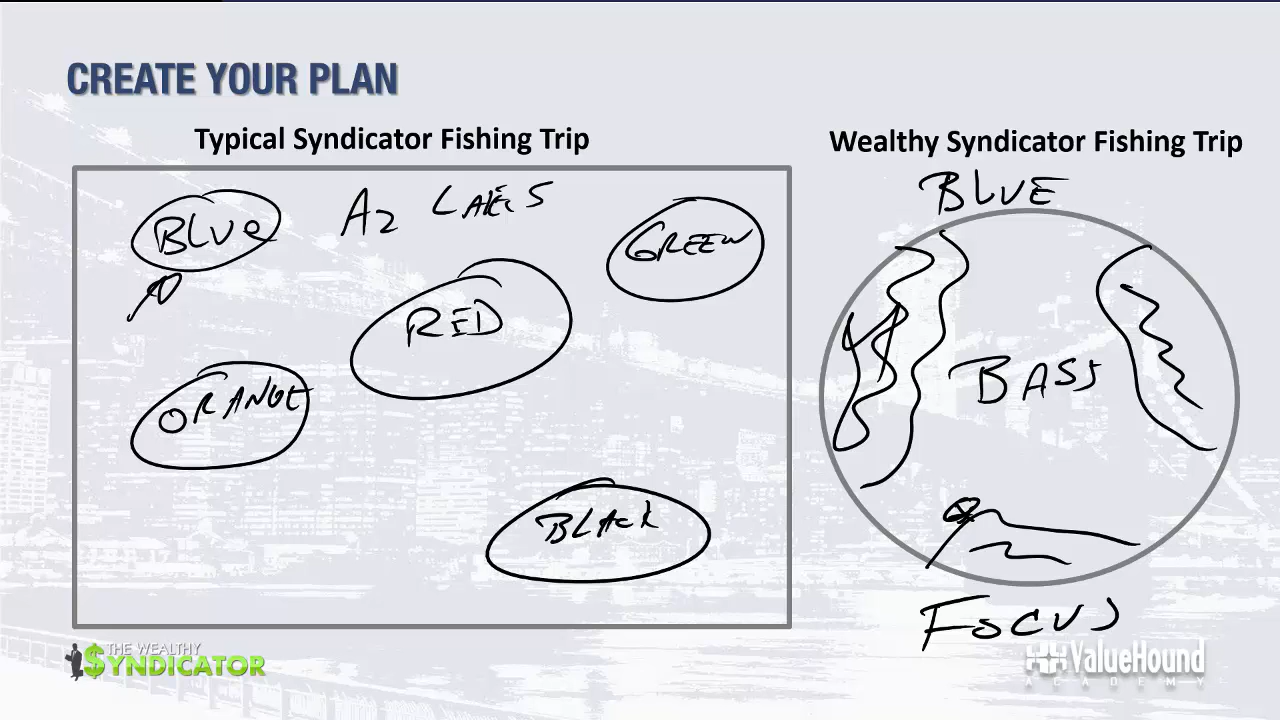 CREATE YOUR PLAN
Typical Syndicator Fishing Trip
BLUE
AZ LAKES
GREEN
RED
ORANGE
BLACK
Wealthy Syndicator Fishing Trip
BLUE
BASS
FOCUS
THE WEALTHY
$YNDICATOR
ValueHound
ACADEMY